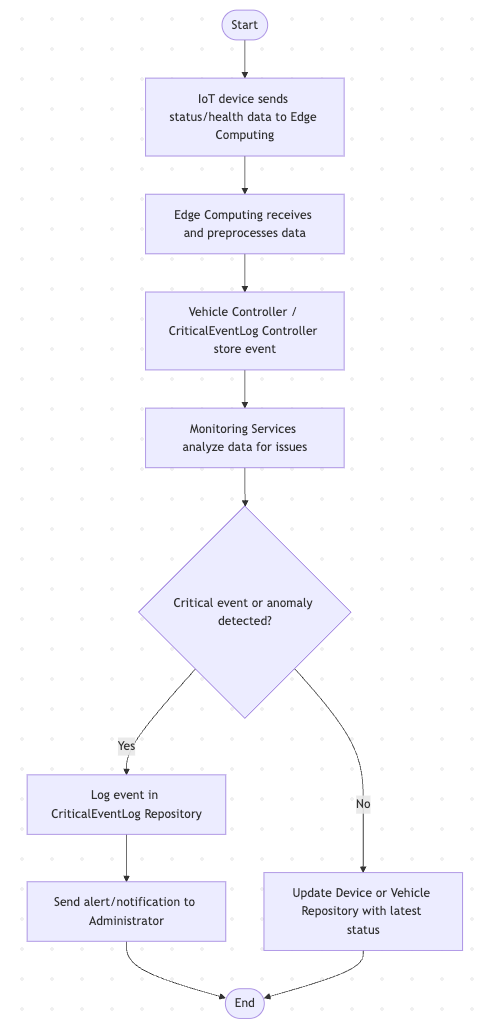 Start
IoT device sends
status/health data to Edge
Computing
Edge Computing receives
and preprocesses data
Vehicle Controller /
CriticalEventLog Controller
store event
Monitoring Services
analyze data for issues
Critical event or anomaly
detected?
Yes
Log event in
CriticalEventLog Repository
No
Send alert/notification to
Administrator
Update Device or Vehicle
Repository with latest
status
End